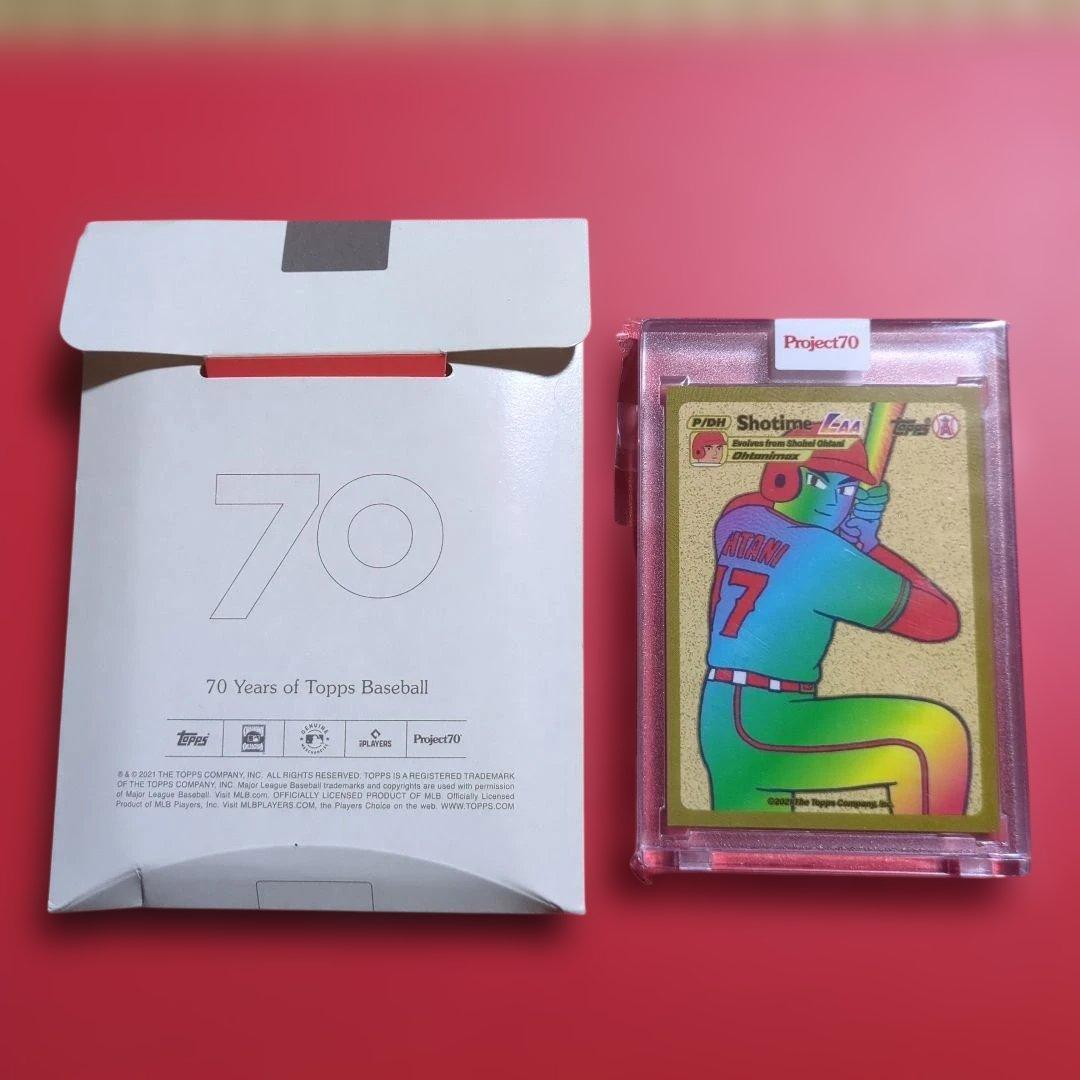 70
70 Years of Topps Baseball
Topps
GENUINE
MERCHANDISE
PLAYERS
Project70
® & © 2021 THE TOPPS COMPANY, INC. ALL RIGHTS RESERVED. TOPPS IS A REGISTERED TRADEMARK
OF THE TOPPS COMPANY, INC. Major League Baseball trademarks and copyrights are used with permission
of Major League Baseball. Visit MLB.com. OFFICIALLY LICENSED PRODUCT OF MLB. Officially Licensed
Product of MLB Players, Inc. Visit MLBPLAYERS.COM, the Players Choice on the web. WWW.TOPPS.COM
Project70
P/DH Shotime LAA Topps A
Evolves from Shohei Ohtani
Ohtanimax
HTANI
17
©2021 The Topps Company, Inc.